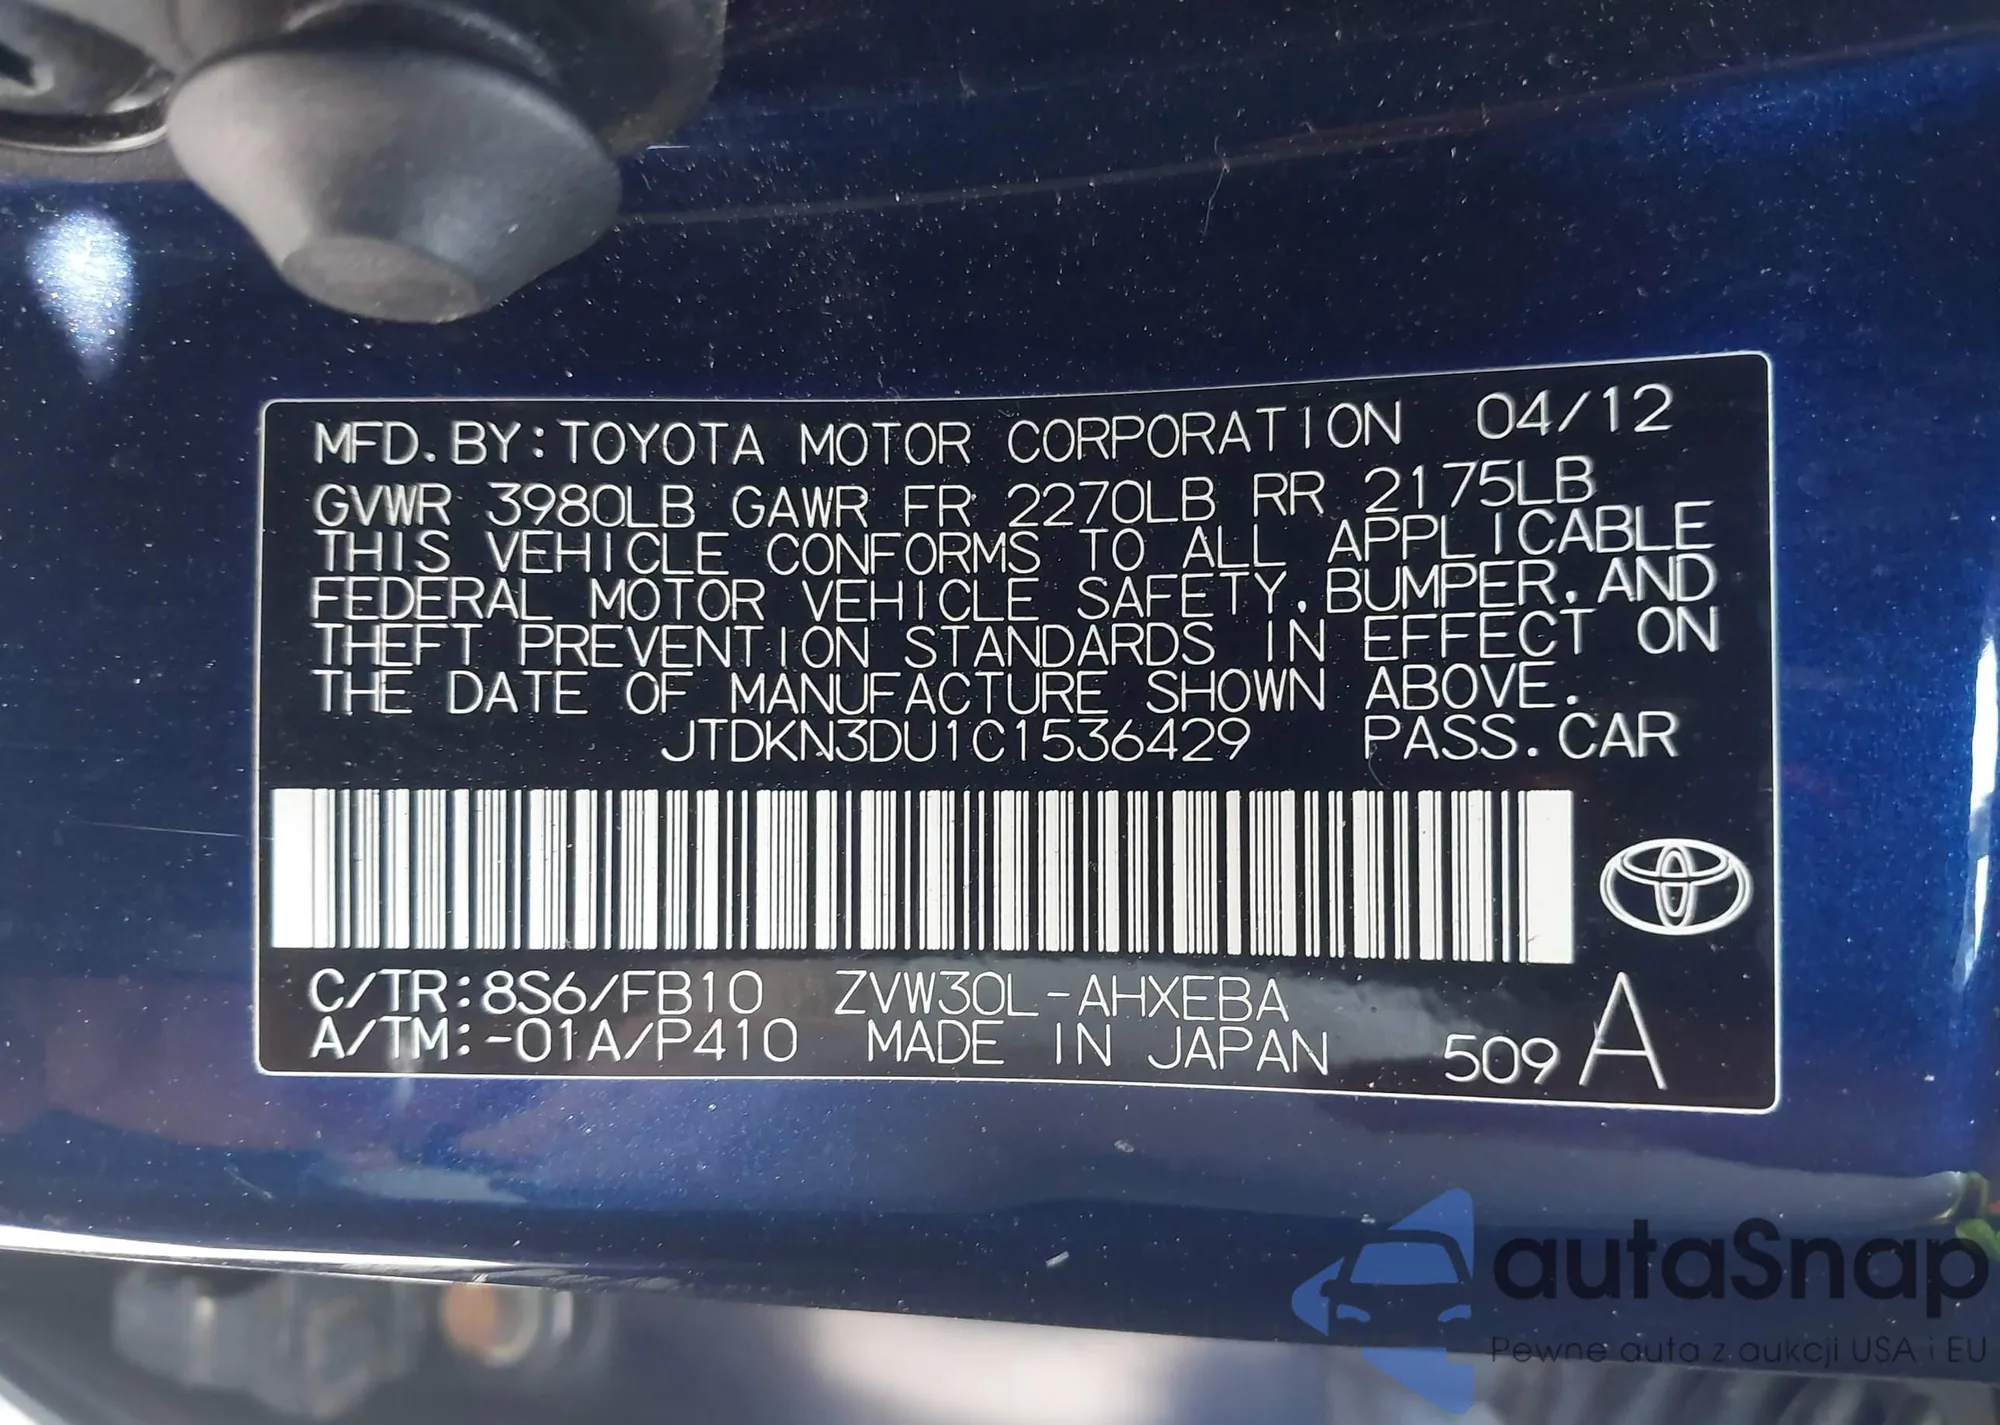 MFD. BY: TOYOTA MOTOR CORPORATION 04/12
GVWR 3980LB GAWR FR 2270LB RR 2175LB
THIS VEHICLE CONFORMS TO ALL APPLICABLE
FEDERAL MOTOR VEHICLE SAFETY, BUMPER, AND
THEFT PREVENTION STANDARDS IN EFFECT ON
THE DATE OF MANUFACTURE SHOWN ABOVE.
JTDKN3DU1C1536429 PASS. CAR
C/TR: 8S6/FB10 ZVW30L-AHXEBA
A/TM: -01A/P410 MADE IN JAPAN 509 A
autaSnap
Pewne auta z aukcji USA i EU